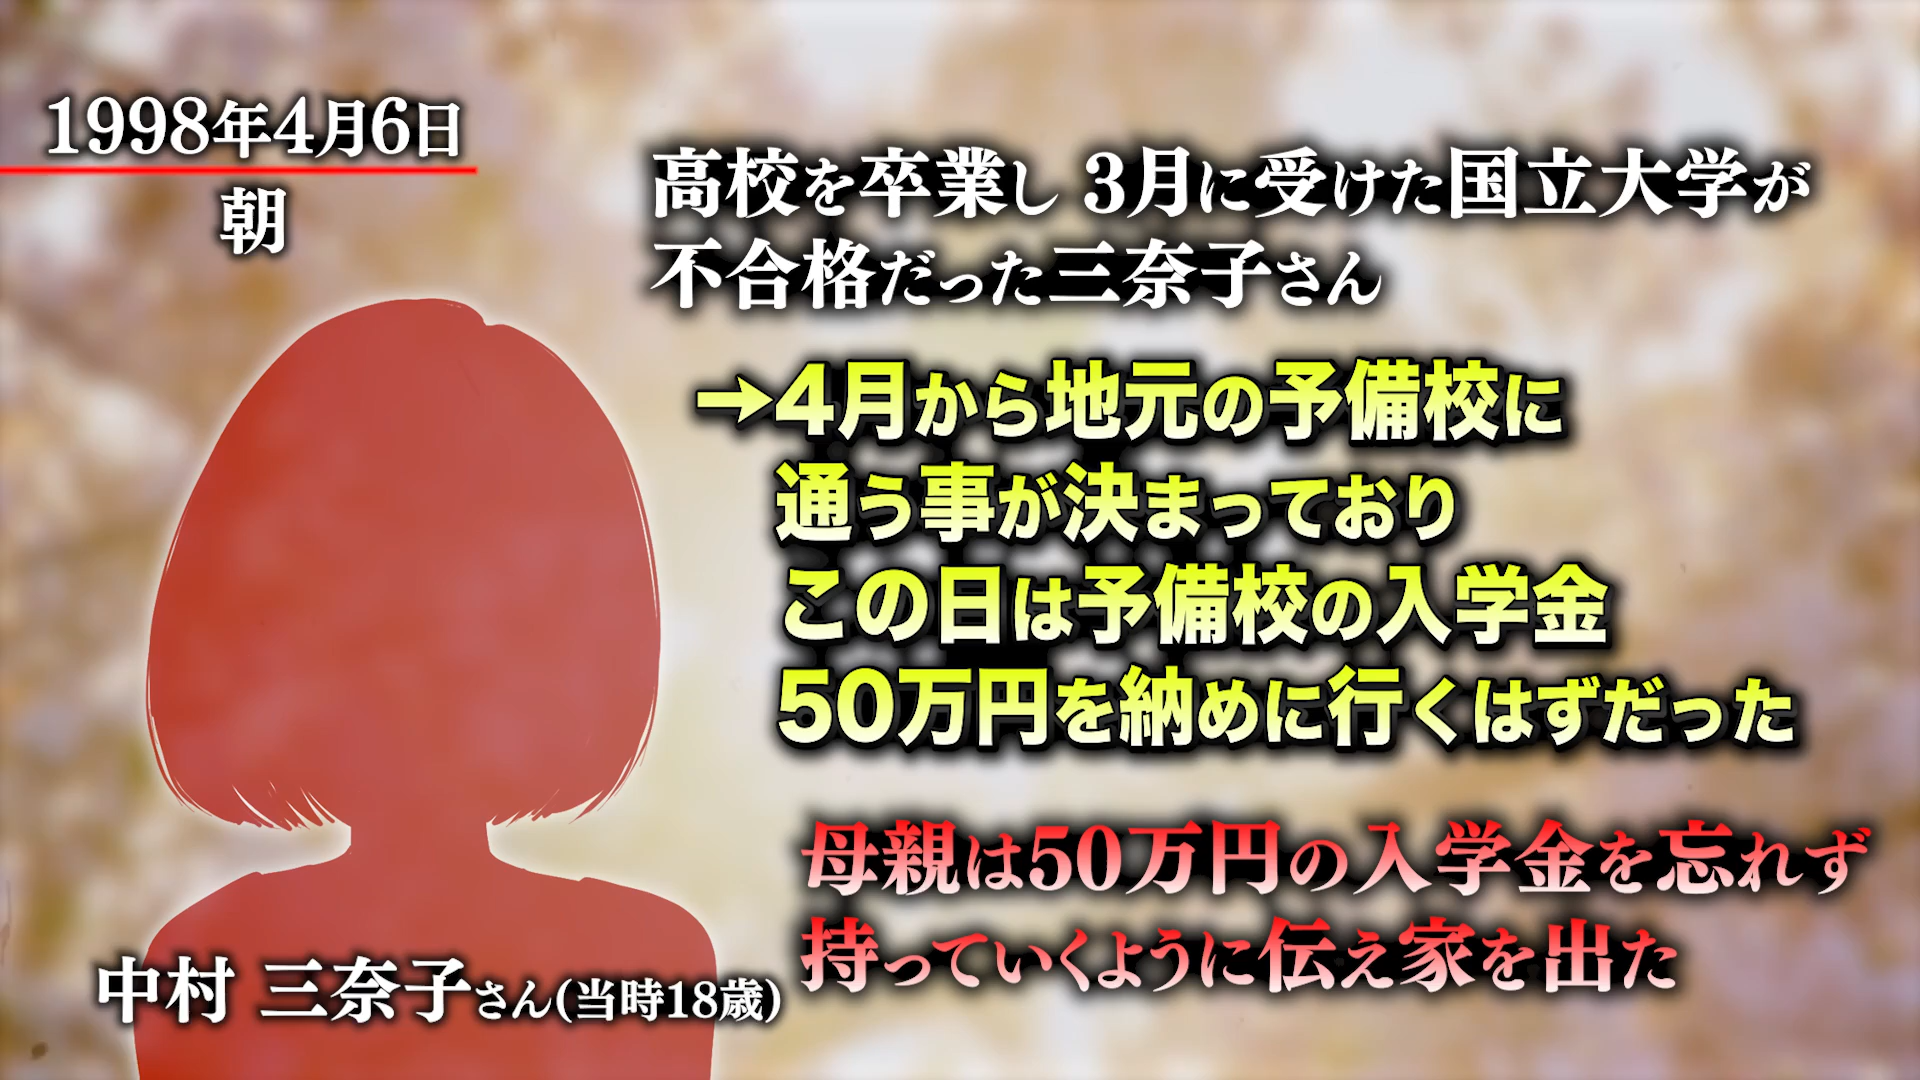 1998年4月6日
朝
高校を卒業し 3月に受けた国立大学が
不合格だった三奈子さん
→4月から地元の予備校に
通う事が決まっており
この日は予備校の入学金
50万円を納めに行くはずだった
母親は50万円の入学金を忘れず
持っていくように伝え家を出た
中村 三奈子さん(当時18歳)